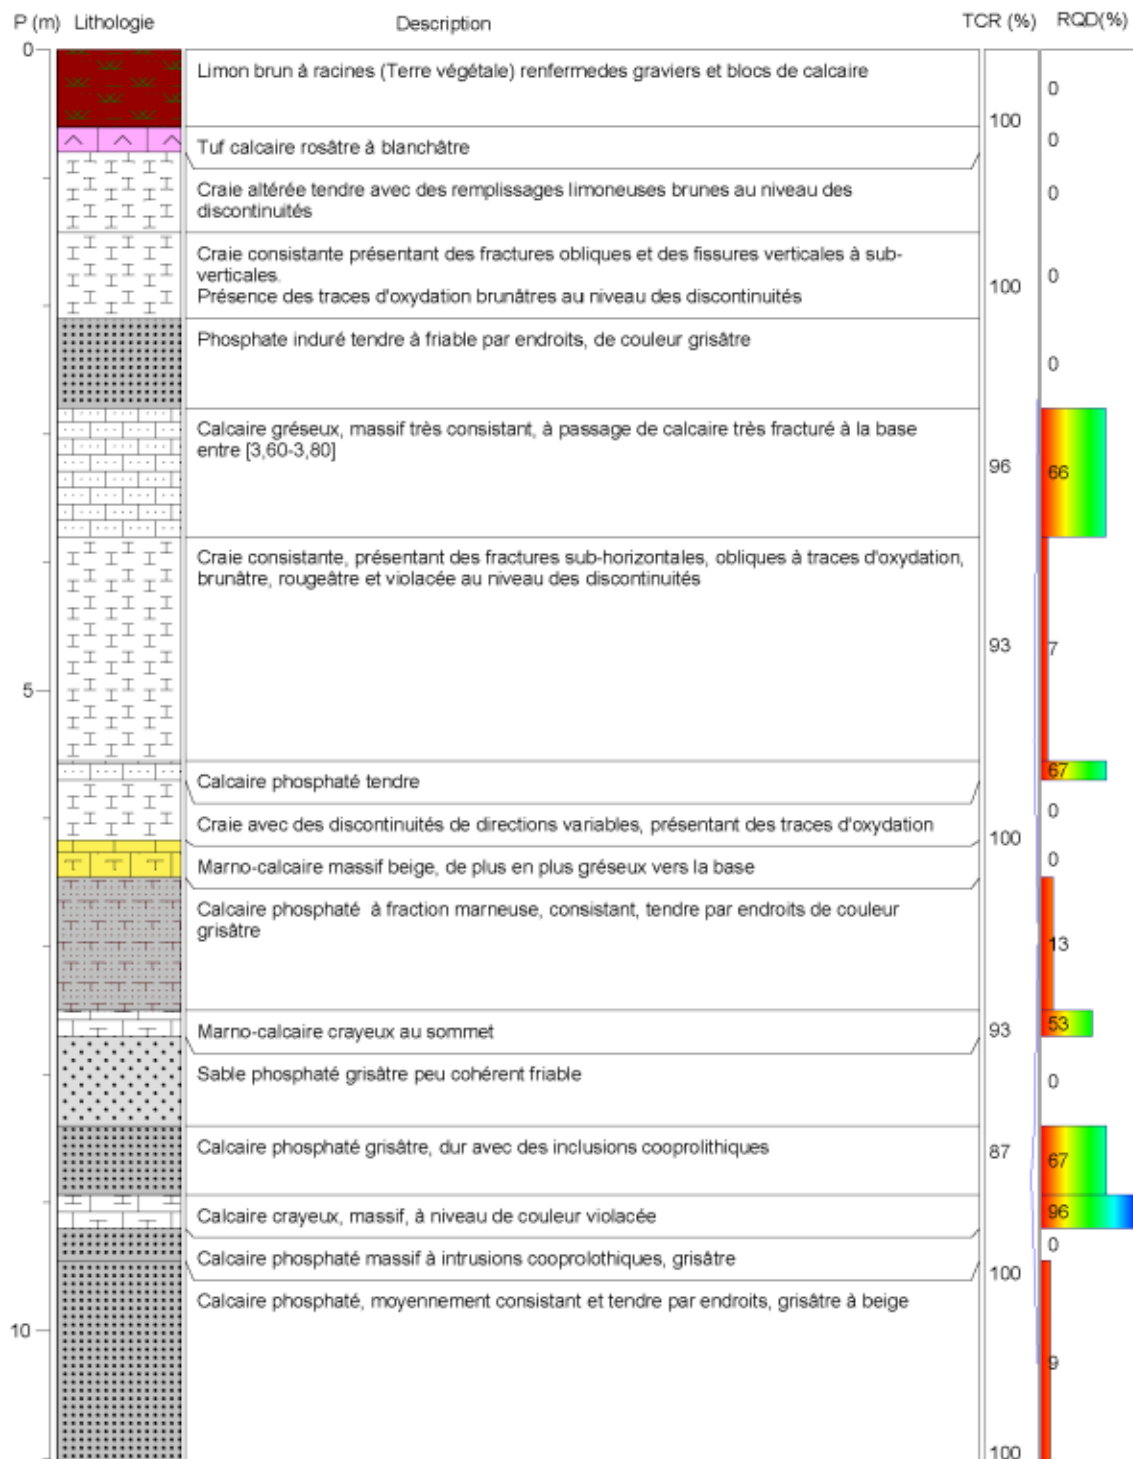 P (m) Lithologie Description TCR (%) RQD(%)
0
Limon brun à racines (Terre végétale) renfermedes graviers et blocs de calcaire
0
100
0
Tuf calcaire rosâtre à blanchâtre
Craie altérée tendre avec des remplissages limoneuses brunes au niveau des
discontinuités
0
Craie consistante présentant des fractures obliques et des fissures verticales à sub-
verticales.
Présence des traces d'oxydation brunâtres au niveau des discontinuités
100
0
Phosphate induré tendre à friable par endroits, de couleur grisâtre
0
Calcaire gréseux, massif très consistant, à passage de calcaire très fracturé à la base
entre [3,60-3,80]
96
66
Craie consistante, présentant des fractures sub-horizontales, obliques à traces d'oxydation,
brunâtre, rougeâtre et violacée au niveau des discontinuités
93
7
5
Calcaire phosphaté tendre
67
Craie avec des discontinuités de directions variables, présentant des traces d'oxydation
0
100
Marno-calcaire massif beige, de plus en plus gréseux vers la base
0
Calcaire phosphaté à fraction marneuse, consistant, tendre par endroits de couleur
grisâtre
13
Marno-calcaire crayeux au sommet
93
53
Sable phosphaté grisâtre peu cohérent friable
0
Calcaire phosphaté grisâtre, dur avec des inclusions cooprolithiques
87
67
Calcaire crayeux, massif, à niveau de couleur violacée
96
Calcaire phosphaté massif à intrusions cooprolothiques, grisâtre
0
100
Calcaire phosphaté, moyennement consistant et tendre par endroits, grisâtre à beige
10
9
100